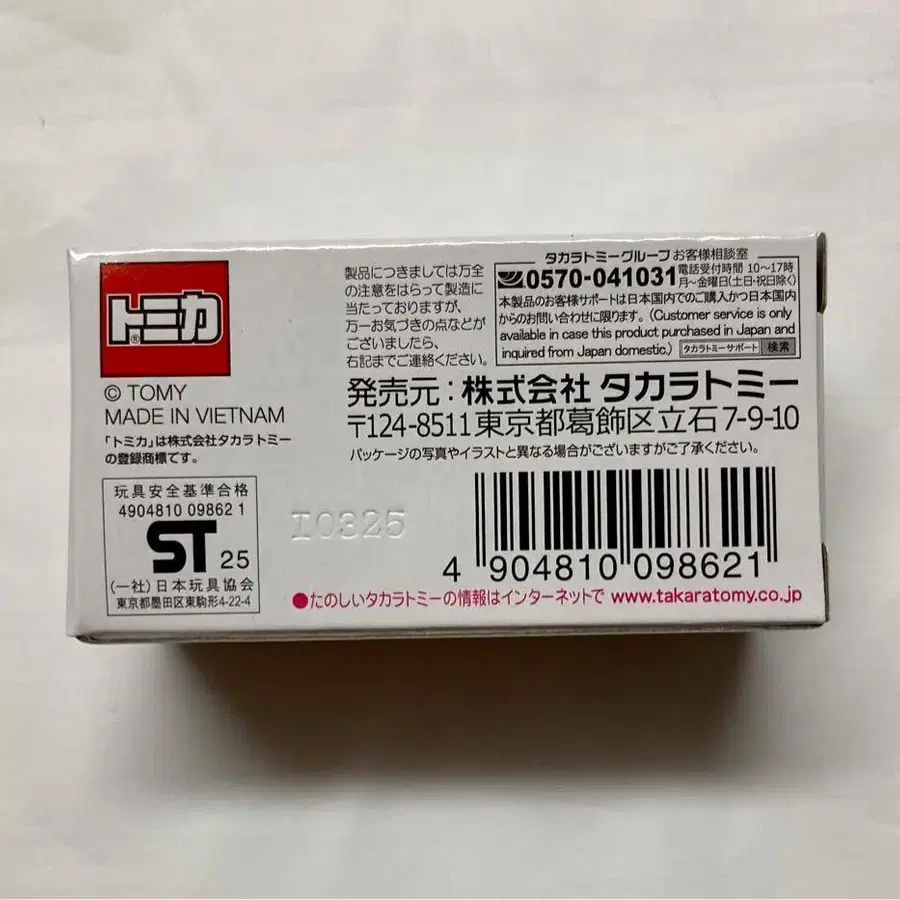 トミカ
®
© TOMY
MADE IN VIETNAM
「トミカ」は株式会社タカラトミー
の登録商標です。
玩具安全基準合格
4904810 09862 1
ST 25
(一社)日本玩具協会
東京都墨田区東駒形4-22-4
製品につきましては万全
の注意をはらって製造に
当たっておりますが、
万一お気づきの点などが
ございましたら、
右記までご連絡ください。
タカラトミーグループ お客様相談室
0570-041031 電話受付時間 10〜17時
月〜金曜日(土日・祝日除く)
本製品のお客様サポートは日本国内でのご購入かつ日本国内
からのお問い合わせに限ります。(Customer service is only
available in case this product purchased in Japan and
inquired from Japan domestic.) タカラトミーサポート 検索
発売元:株式会社 タカラトミー
〒124-8511 東京都葛飾区立石7-9-10
パッケージの写真やイラストと異なる場合がございますがご了承ください。
I0325
4 904810 098621
●たのしいタカラトミーの情報はインターネットで www.takaratomy.co.jp